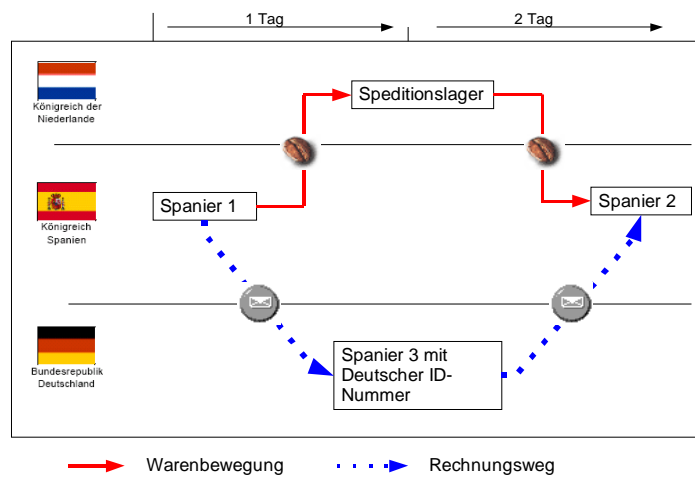 1 Tag
2 Tag
Königreich der
Niederlande
Speditionslager
Königreich
Spanien
Spanier 1
Spanier 2
Bundesrepublik
Deutschland
Spanier 3 mit
Deutscher ID-
Nummer
Warenbewegung
Rechnungsweg